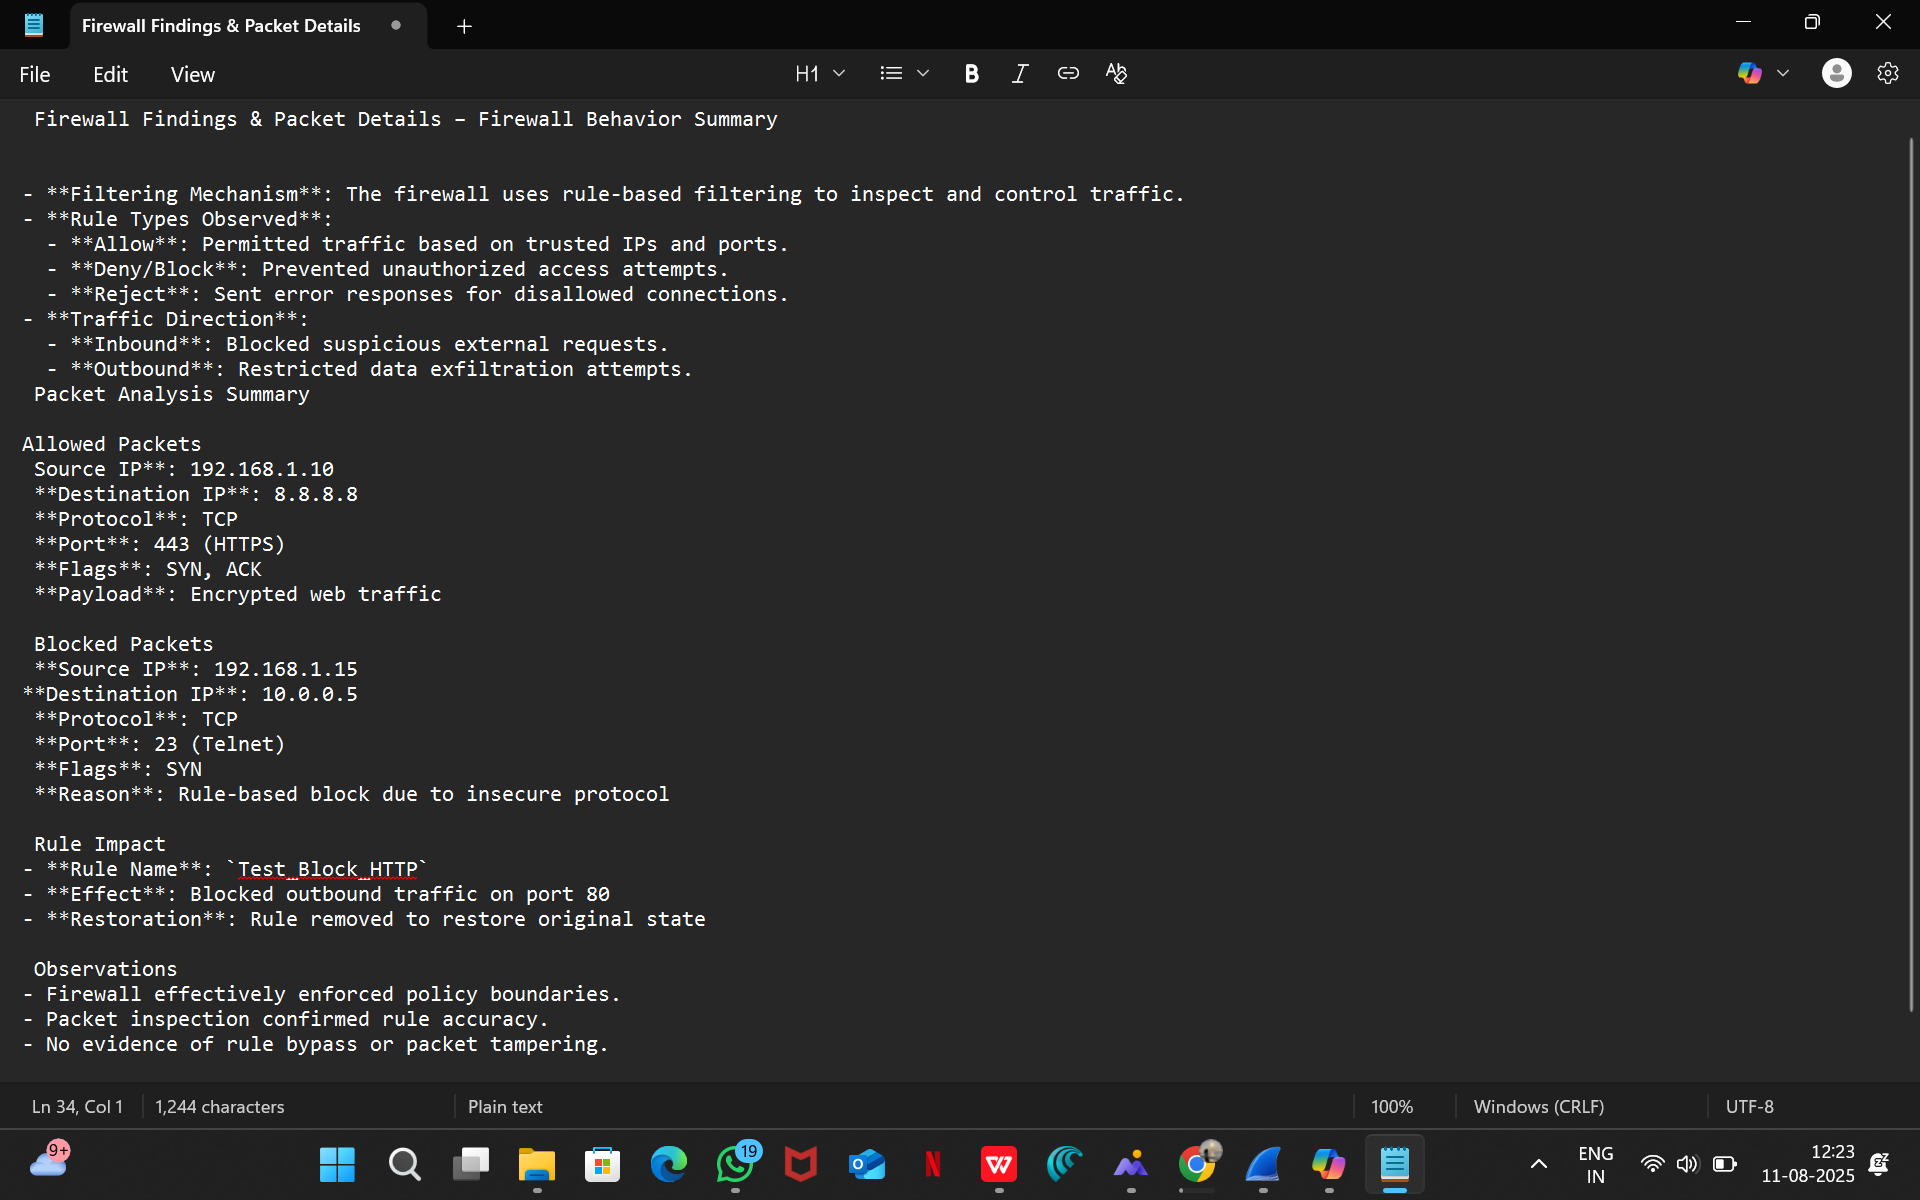 Firewall Findings & Packet Details
File Edit View H1
Firewall Findings & Packet Details – Firewall Behavior Summary
- **Filtering Mechanism**: The firewall uses rule-based filtering to inspect and control traffic.
- **Rule Types Observed**:
- **Allow**: Permitted traffic based on trusted IPs and ports.
- **Deny/Block**: Prevented unauthorized access attempts.
- **Reject**: Sent error responses for disallowed connections.
- **Traffic Direction**:
- **Inbound**: Blocked suspicious external requests.
- **Outbound**: Restricted data exfiltration attempts.
Packet Analysis Summary
Allowed Packets
Source IP**: 192.168.1.10
**Destination IP**: 8.8.8.8
**Protocol**: TCP
**Port**: 443 (HTTPS)
**Flags**: SYN, ACK
**Payload**: Encrypted web traffic
Blocked Packets
**Source IP**: 192.168.1.15
**Destination IP**: 10.0.0.5
**Protocol**: TCP
**Port**: 23 (Telnet)
**Flags**: SYN
**Reason**: Rule-based block due to insecure protocol
Rule Impact
- **Rule Name**: `Test_Block_HTTP`
- **Effect**: Blocked outbound traffic on port 80
- **Restoration**: Rule removed to restore original state
Observations
- Firewall effectively enforced policy boundaries.
- Packet inspection confirmed rule accuracy.
- No evidence of rule bypass or packet tampering.
Ln 34, Col 1 1,244 characters Plain text 100% Windows (CRLF) UTF-8
9+ 19 ENG 12:23
IN 11-08-2025